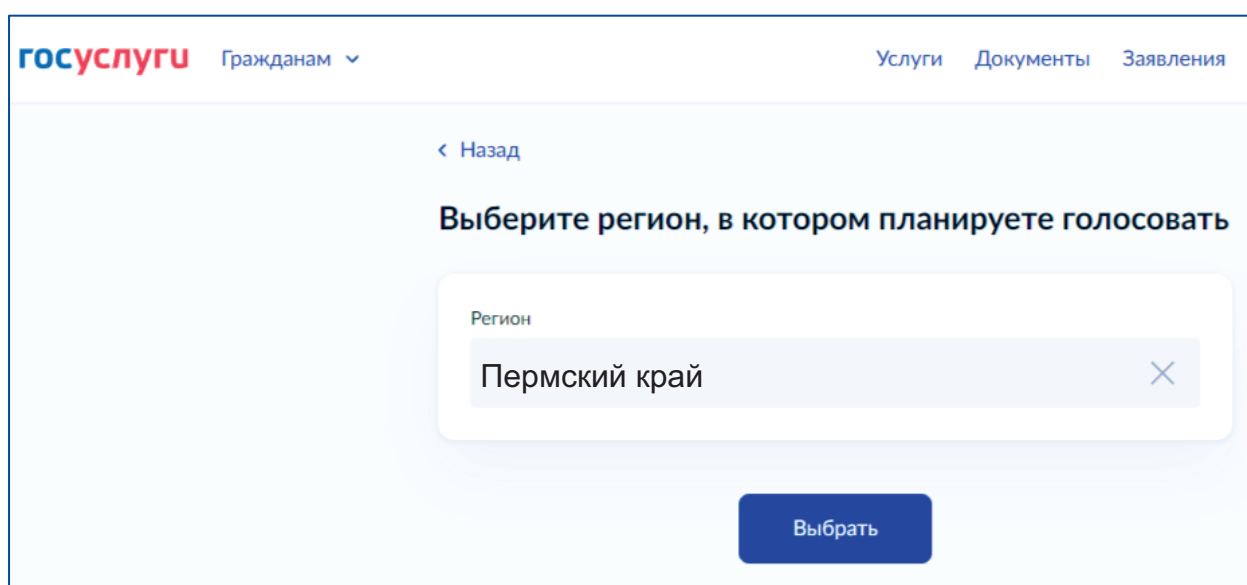 госуслуги Гражданам Услуги Документы Заявления
Назад
Выберите регион, в котором планируете голосовать
Регион
Пермский край
Выбрать